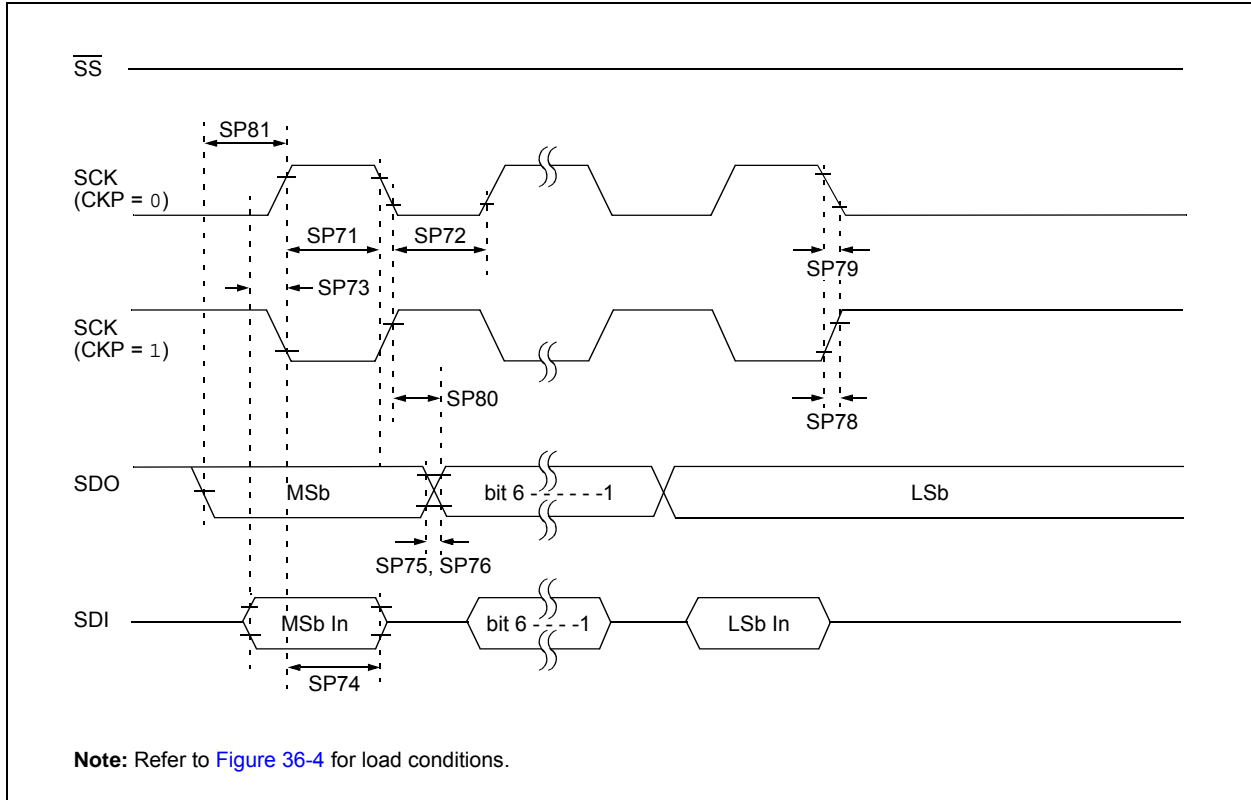 SS
SP81
SCK
(CKP = 0)
SP71
SP72
SP79
SP73
SCK
(CKP = 1)
SP80
SP78
SDO
MSb
bit 6 - - - - - -1
LSb
SP75, SP76
SDI
MSb In
bit 6 - - - -1
LSb In
SP74
Note: Refer to Figure 36-4 for load conditions.